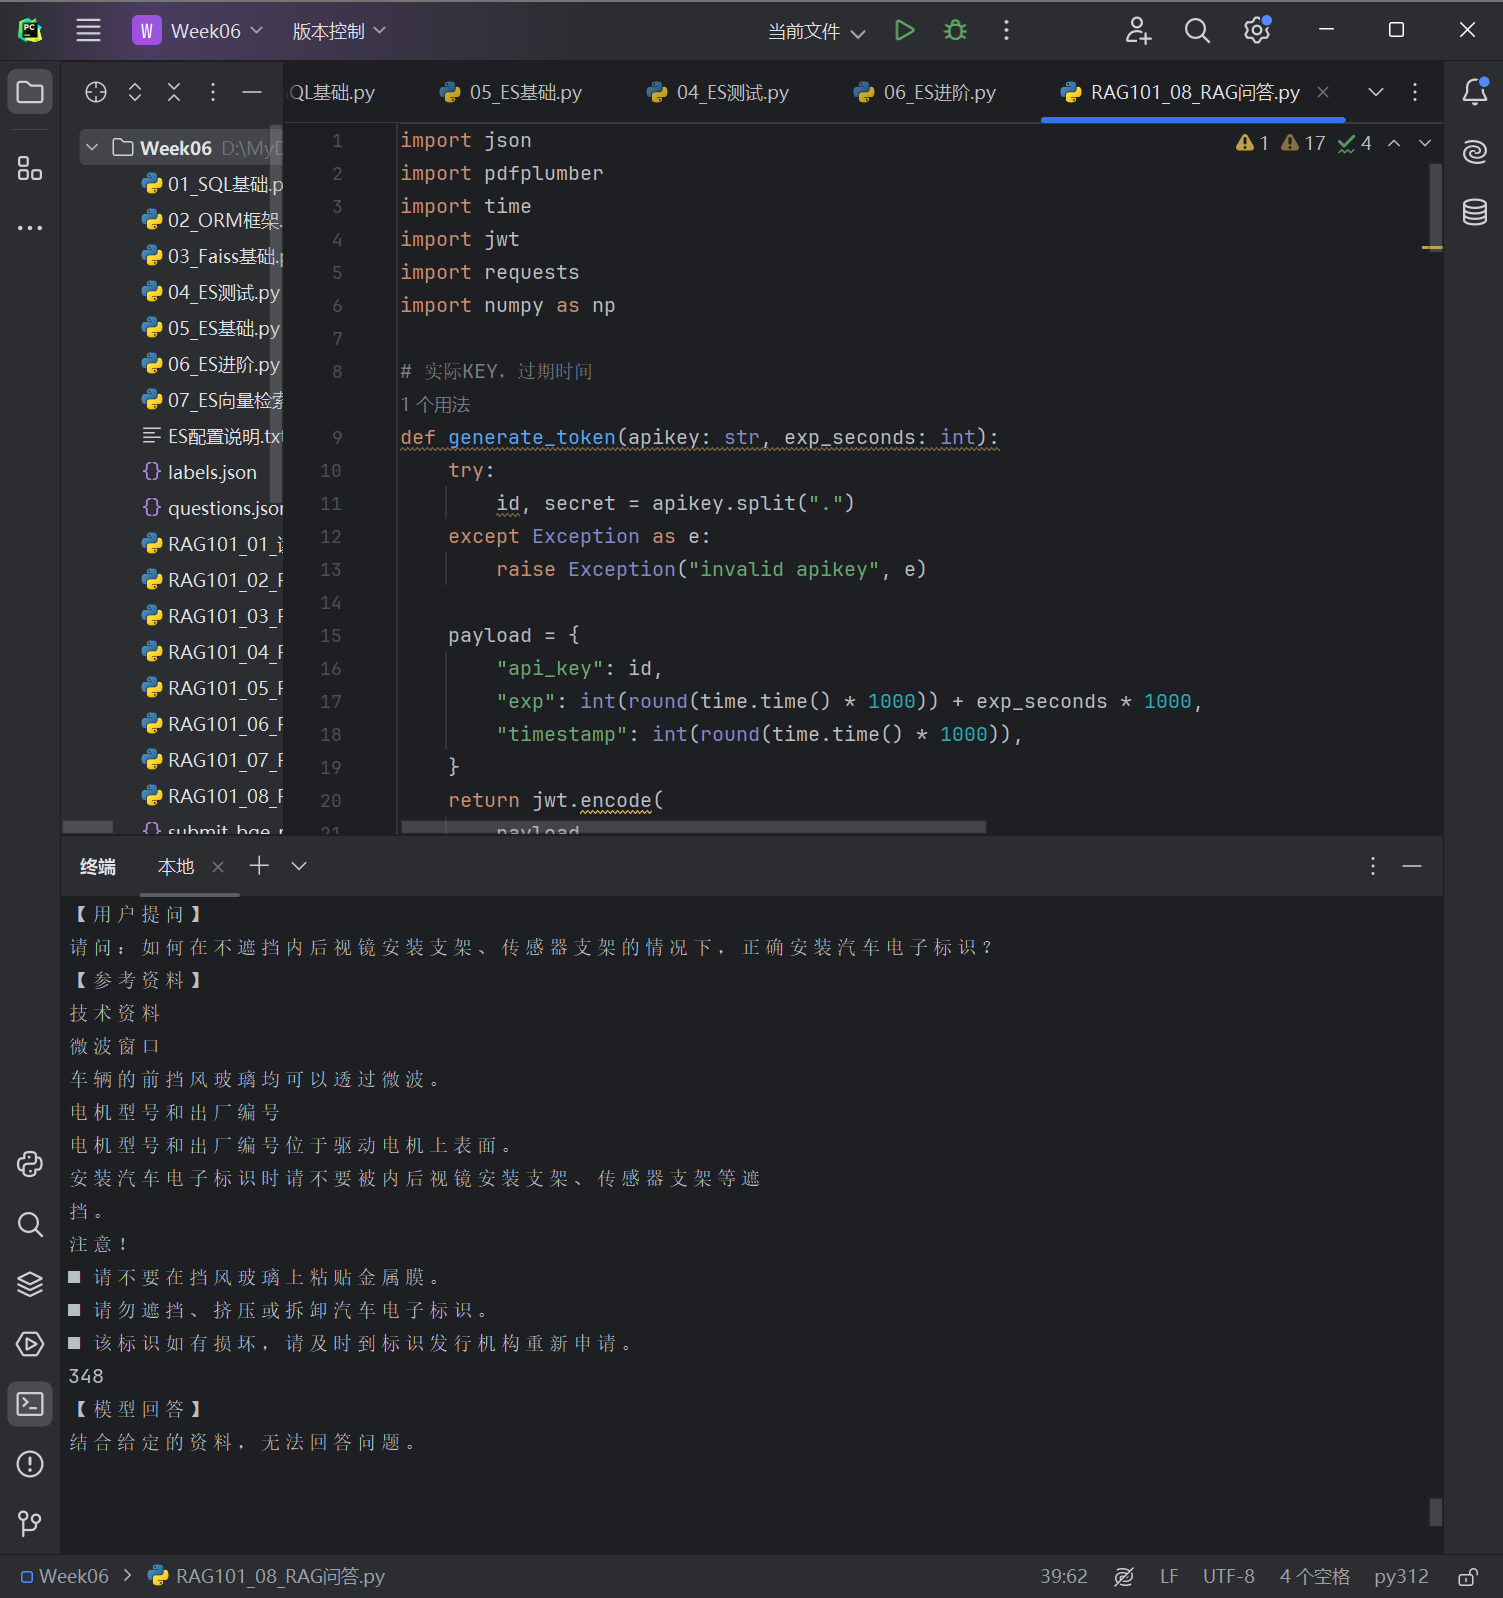 PC
W Week06 版本控制 当前文件
QL基础.py 05_ES基础.py 04_ES测试.py 06_ES进阶.py RAG101_08_RAG问答.py
Week06 D:\MyD
01_SQL基础.p
02_ORM框架.
03_Faiss基础.p
04_ES测试.py
05_ES基础.py
06_ES进阶.py
07_ES向量检索
ES配置说明.txt
labels.json
questions.json
RAG101_01_
RAG101_02_F
RAG101_03_F
RAG101_04_F
RAG101_05_F
RAG101_06_F
RAG101_07_F
RAG101_08_F
submit_bge_r
1 17 4
1 import json
2 import pdfplumber
3 import time
4 import jwt
5 import requests
6 import numpy as np
7
8 # 实际KEY，过期时间
1 个用法
9 def generate_token(apikey: str, exp_seconds: int):
10 try:
11 id, secret = apikey.split(".")
12 except Exception as e:
13 raise Exception("invalid apikey", e)
14
15 payload = {
16 "api_key": id,
17 "exp": int(round(time.time() * 1000)) + exp_seconds * 1000,
18 "timestamp": int(round(time.time() * 1000)),
19 }
20 return jwt.encode(
21 payload
终端 本地
【用户提问】
请问：如何在不遮挡内后视镜安装支架、传感器支架的情况下，正确安装汽车电子标识？
【参考资料】
技术资料
微波窗口
车辆的前挡风玻璃均可以透过微波。
电机型号和出厂编号
电机型号和出厂编号位于驱动电机上表面。
安装汽车电子标识时请不要被内后视镜安装支架、传感器支架等遮
挡。
注意！
■ 请不要在挡风玻璃上粘贴金属膜。
■ 请勿遮挡、挤压或拆卸汽车电子标识。
■ 该标识如有损坏，请及时到标识发行机构重新申请。
348
【模型回答】
结合给定的资料，无法回答问题。
Week06 > RAG101_08_RAG问答.py 39:62 LF UTF-8 4 个空格 py312